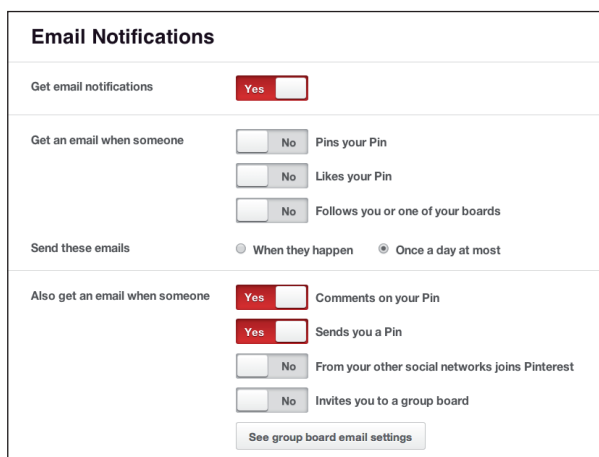 Email Notifications
Get email notifications Yes
Get an email when someone No Pins your Pin
No Likes your Pin
No Follows you or one of your boards
Send these emails When they happen Once a day at most
Also get an email when someone Yes Comments on your Pin
Yes Sends you a Pin
No From your other social networks joins Pinterest
No Invites you to a group board
See group board email settings